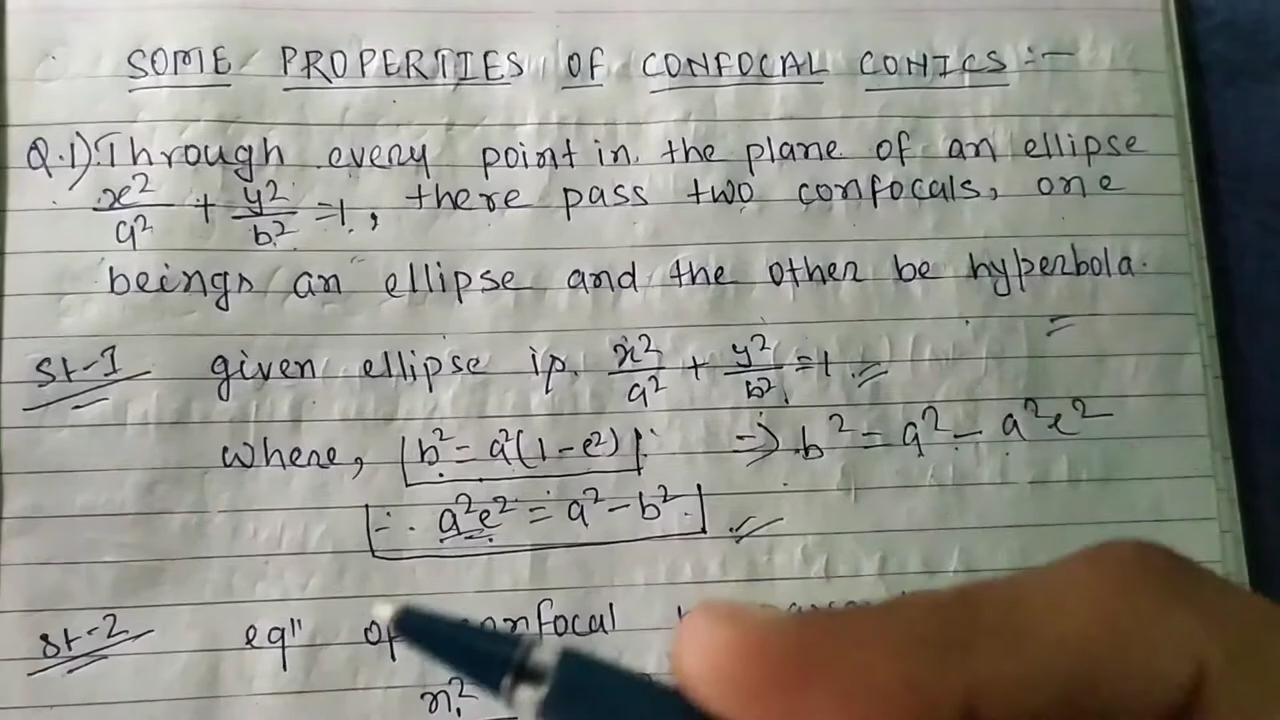 SOME PROPERTIES OF CONFOCAL CONICS :-
Q.1) Through every point in the plane of an ellipse
x²/a² + y²/b² = 1, there pass two confocals, one
beings an ellipse and the other be hyperbola.
St-1 given ellipse is x²/a² + y²/b² = 1
where, b² = a²(1-e²) ⇒ b² = a² - a²e²
∴ a²e² = a² - b²
St-2 eqⁿ of confocal
x²